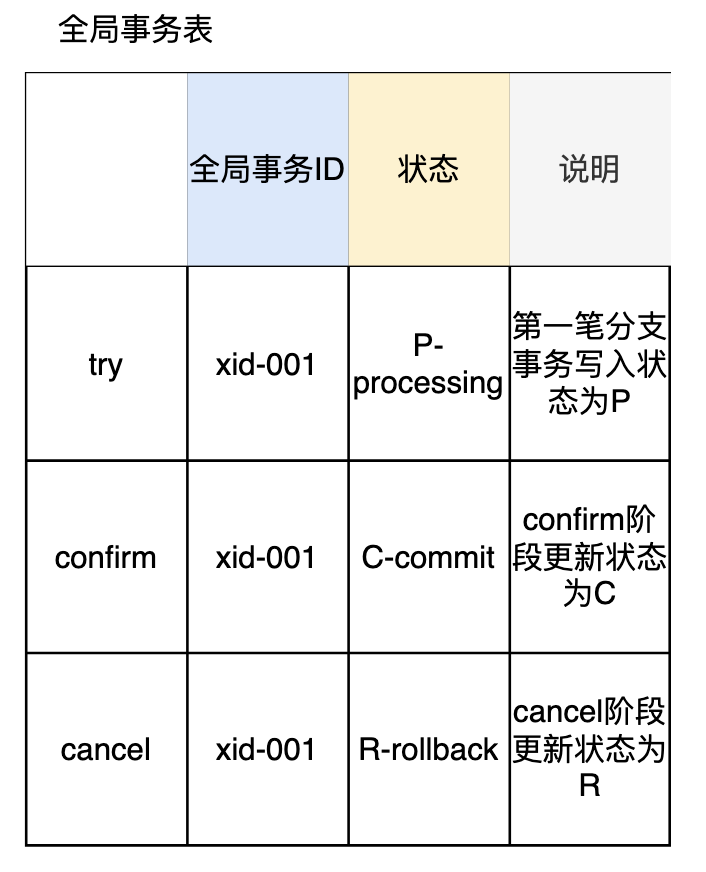 全局事务表
全局事务ID
状态
说明
try
xid-001
P-
processing
第一笔分支
事务写入状
态为P
confirm
xid-001
C-commit
confirm阶
段更新状态
为C
cancel
xid-001
R-rollback
cancel阶段
更新状态为
R